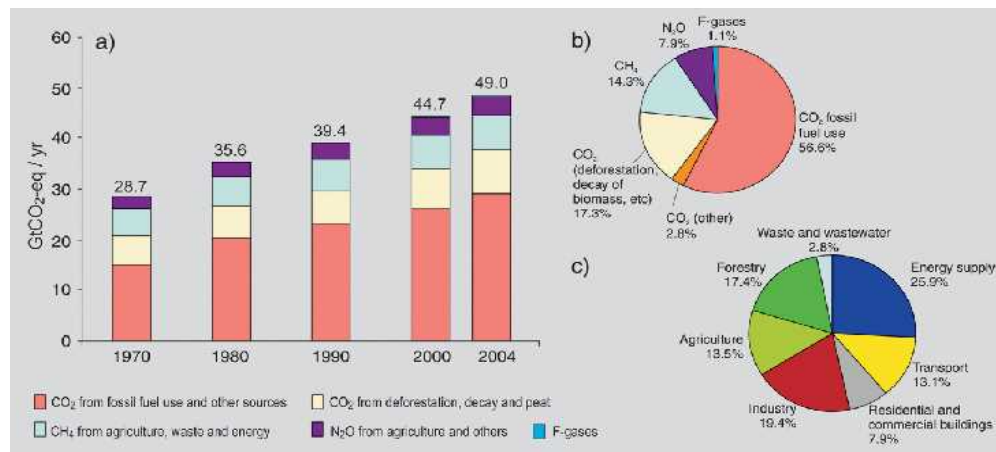 a)
GtCO₂-eq / yr
60
50
40
30
20
10
0
28.7
35.6
39.4
44.7
49.0
1970
1980
1990
2000
2004
CO₂ from fossil fuel use and other sources
CO₂ from deforestation, decay and peat
CH₄ from agriculture, waste and energy
N₂O from agriculture and others
F-gases
b)
F-gases
1.1%
N₂O
7.9%
CH₄
14.3%
CO₂ fossil
fuel use
56.6%
CO₂
(deforestation,
decay of
biomass, etc)
17.3%
CO₂ (other)
2.8%
c)
Waste and wastewater
2.8%
Forestry
17.4%
Energy supply
25.9%
Agriculture
13.5%
Transport
13.1%
Industry
19.4%
Residential and
commercial buildings
7.9%